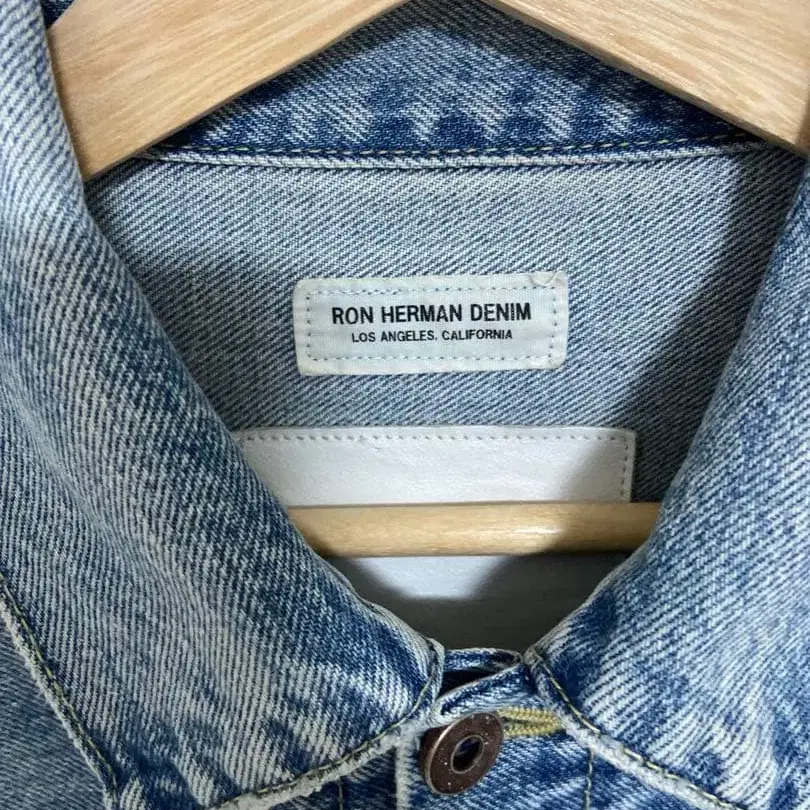 RON HERMAN DENIM
LOS ANGELES, CALIFORNIA